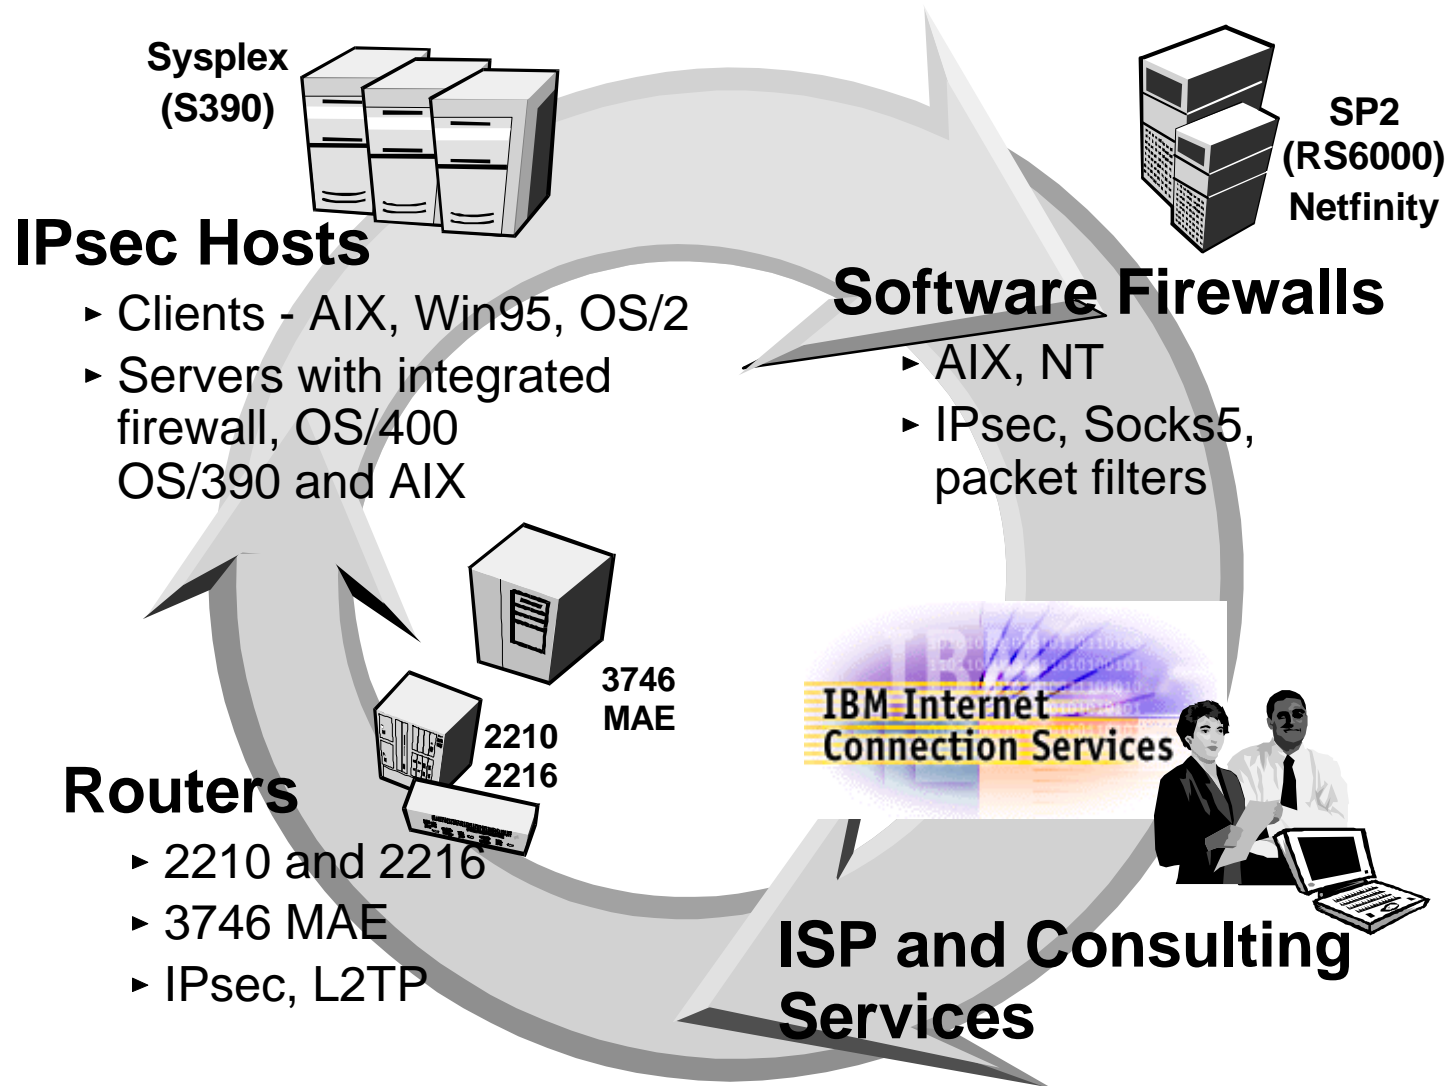 Sysplex
(S390)
IPsec Hosts
► Clients - AIX, Win95, OS/2
► Servers with integrated
firewall, OS/400
OS/390 and AIX
SP2
(RS6000)
Netfinity
Software Firewalls
► AIX, NT
► IPsec, Socks5,
packet filters
3746
MAE
2210
2216
Routers
► 2210 and 2216
► 3746 MAE
► IPsec, L2TP
IBM Internet
Connection Services
ISP and Consulting
Services